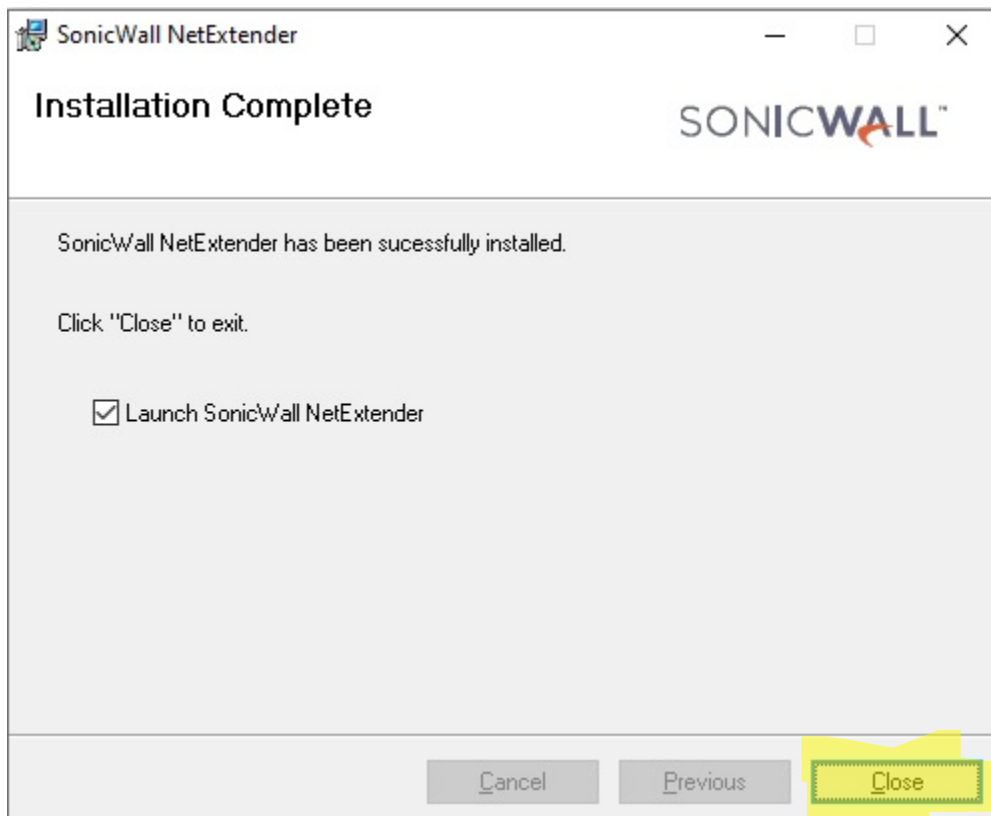 SonicWall NetExtender
Installation Complete
SONICWALL™
SonicWall NetExtender has been sucessfully installed.
Click "Close" to exit.
Launch SonicWall NetExtender
Cancel Previous Close